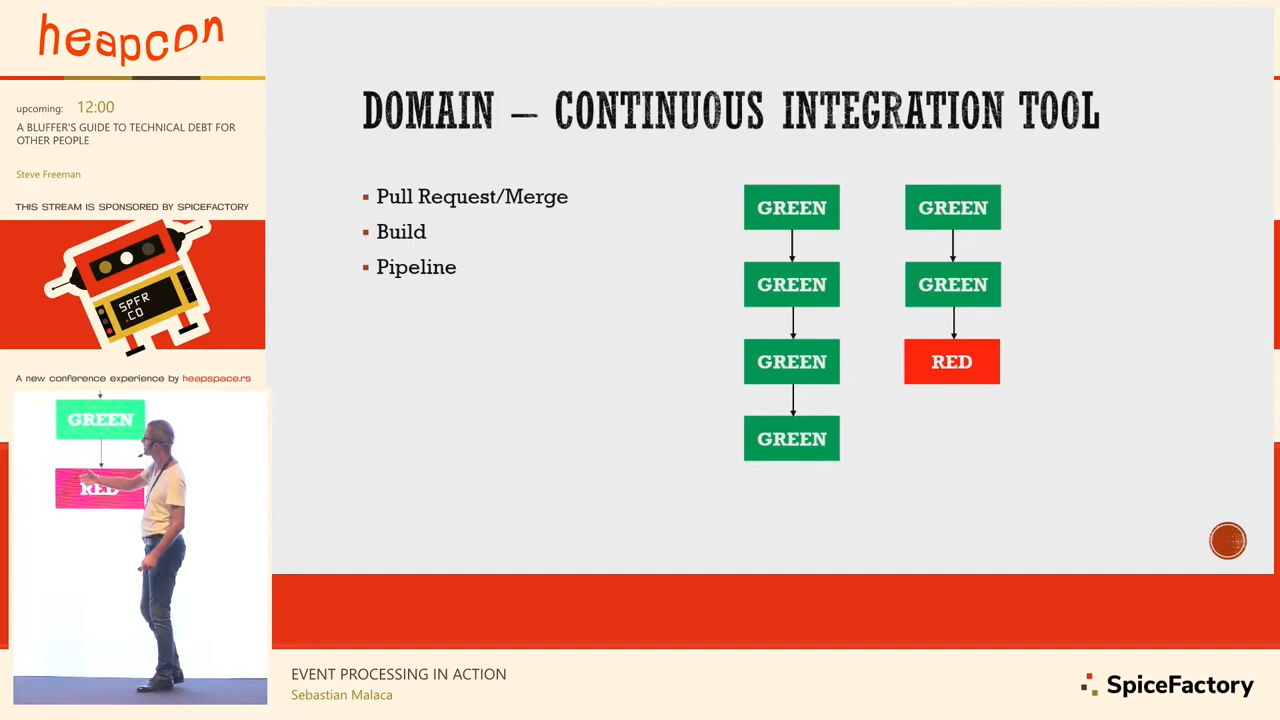 heapcon
upcoming: 12:00
A BLUFFER'S GUIDE TO TECHNICAL DEBT FOR
OTHER PEOPLE
Steve Freeman
THIS STREAM IS SPONSORED BY SPICEFACTORY
SPFR
.CO
A new conference experience by heapspace.rs
GREEN
RED
DOMAIN – CONTINUOUS INTEGRATION TOOL
▪ Pull Request/Merge
▪ Build
▪ Pipeline
GREEN GREEN
GREEN GREEN
GREEN RED
GREEN
EVENT PROCESSING IN ACTION
Sebastian Malaca
SpiceFactory